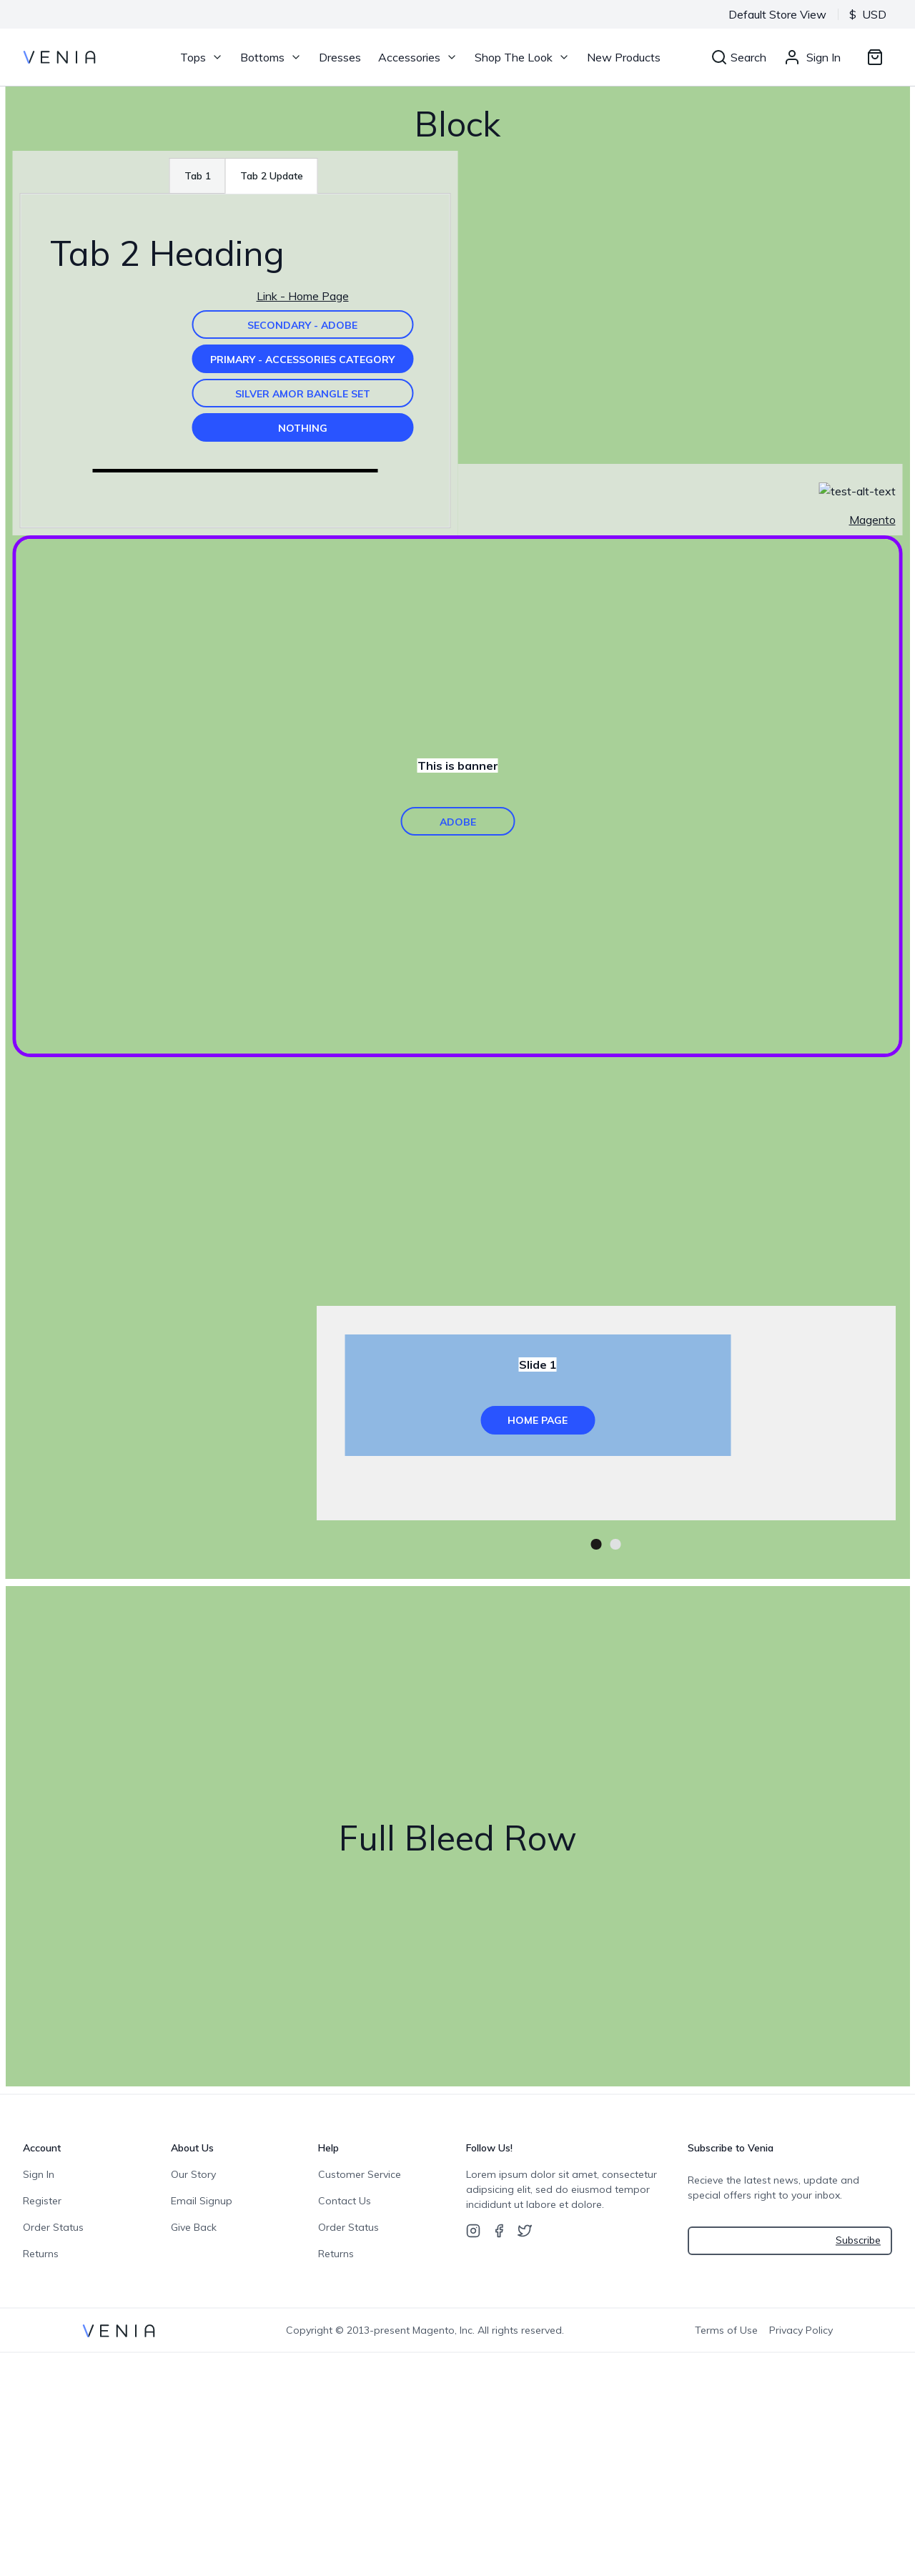 Default Store View
$ USD
VENIA
Tops
Bottoms
Dresses
Accessories
Shop The Look
New Products
Search
Sign In
Block
Tab 1
Tab 2 Update
Tab 2 Heading
Link - Home Page
SECONDARY - ADOBE
PRIMARY - ACCESSORIES CATEGORY
SILVER AMOR BANGLE SET
NOTHING
test-alt-text
Magento
This is banner
ADOBE
Slide 1
HOME PAGE
Full Bleed Row
Account
Sign In
Register
Order Status
Returns
About Us
Our Story
Email Signup
Give Back
Help
Customer Service
Contact Us
Order Status
Returns
Follow Us!
Lorem ipsum dolor sit amet, consectetur
adipsicing elit, sed do eiusmod tempor
incididunt ut labore et dolore.
Subscribe to Venia
Recieve the latest news, update and
special offers right to your inbox.
Subscribe
VENIA
Copyright © 2013-present Magento, Inc. All rights reserved.
Terms of Use
Privacy Policy